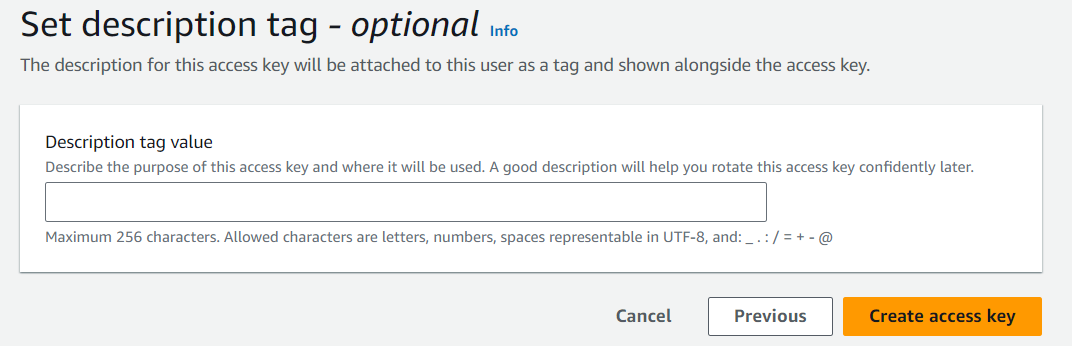 Set description tag - optional Info
The description for this access key will be attached to this user as a tag and shown alongside the access key.
Description tag value
Describe the purpose of this access key and where it will be used. A good description will help you rotate this access key confidently later.
Maximum 256 characters. Allowed characters are letters, numbers, spaces representable in UTF-8, and: _ . : / = + - @
Cancel Previous Create access key